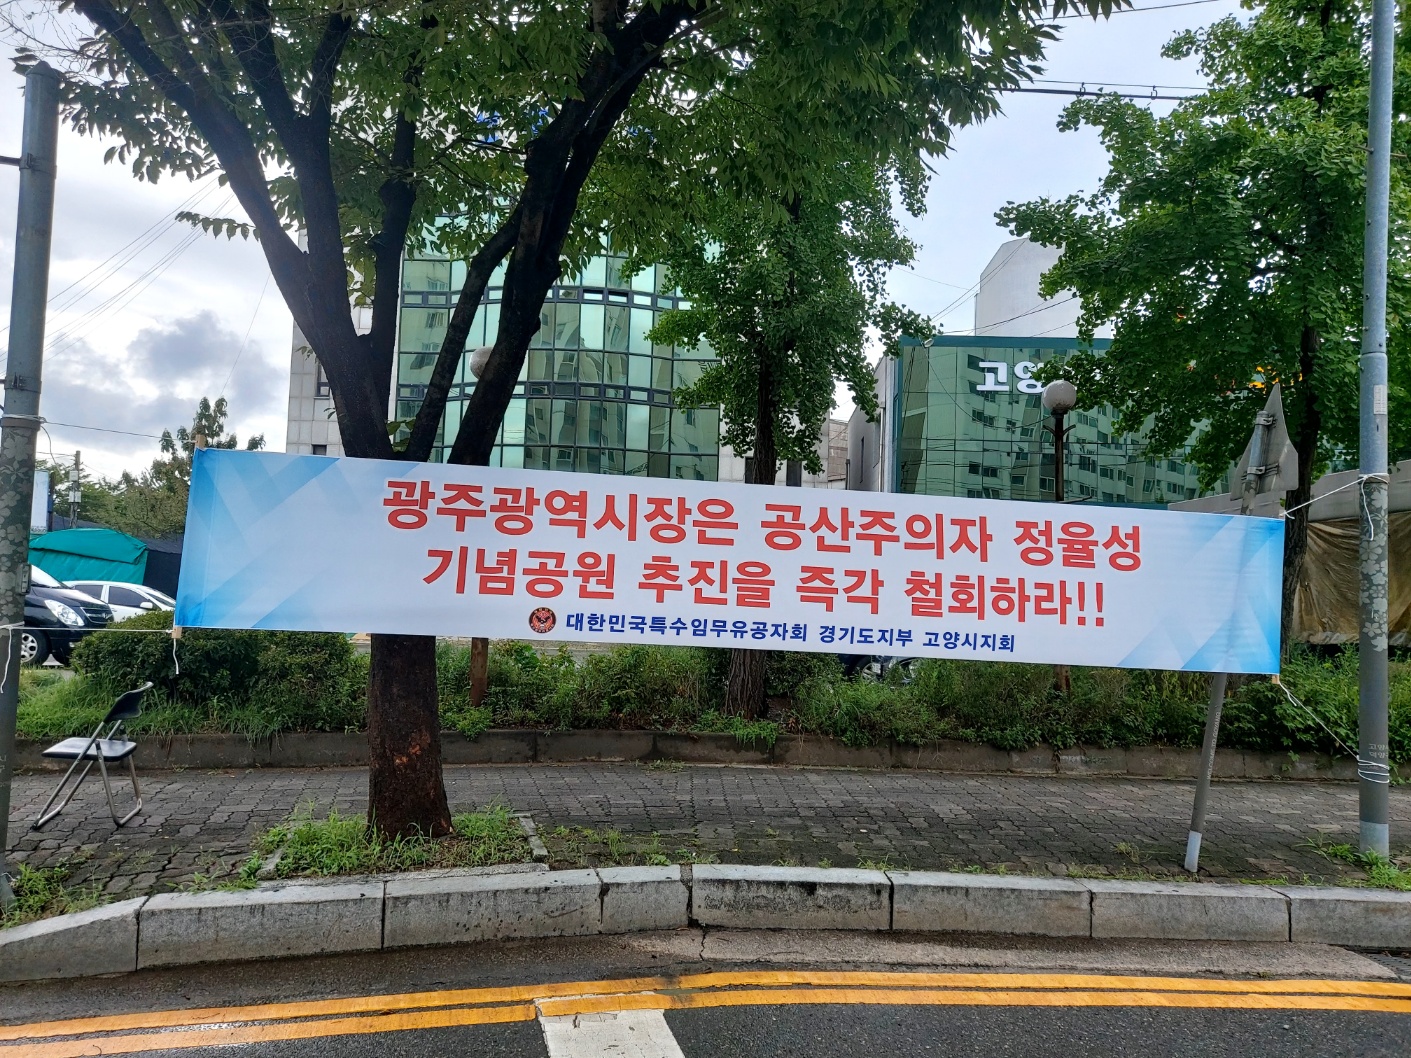 고양
광주광역시장은 공산주의자 정율성
기념공원 추진을 즉각 철회하라!!
대한민국특수임무유공자회 경기도지부 고양시지회